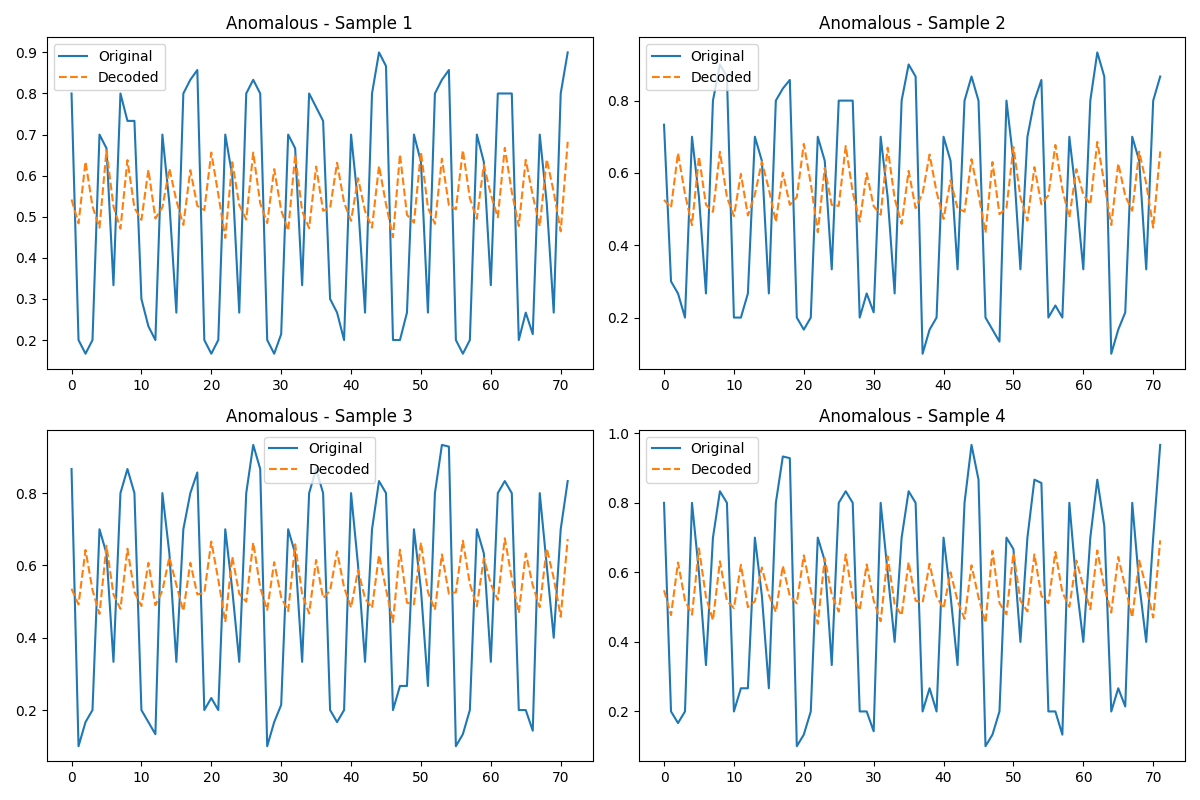 Anomalous - Sample 1
Original
Decoded
0.9
0.8
0.7
0.6
0.5
0.4
0.3
0.2
0 10 20 30 40 50 60 70
Anomalous - Sample 2
Original
Decoded
0.8
0.6
0.4
0.2
0 10 20 30 40 50 60 70
Anomalous - Sample 3
Original
Decoded
0.8
0.6
0.4
0.2
0 10 20 30 40 50 60 70
Anomalous - Sample 4
Original
Decoded
1.0
0.8
0.6
0.4
0.2
0 10 20 30 40 50 60 70